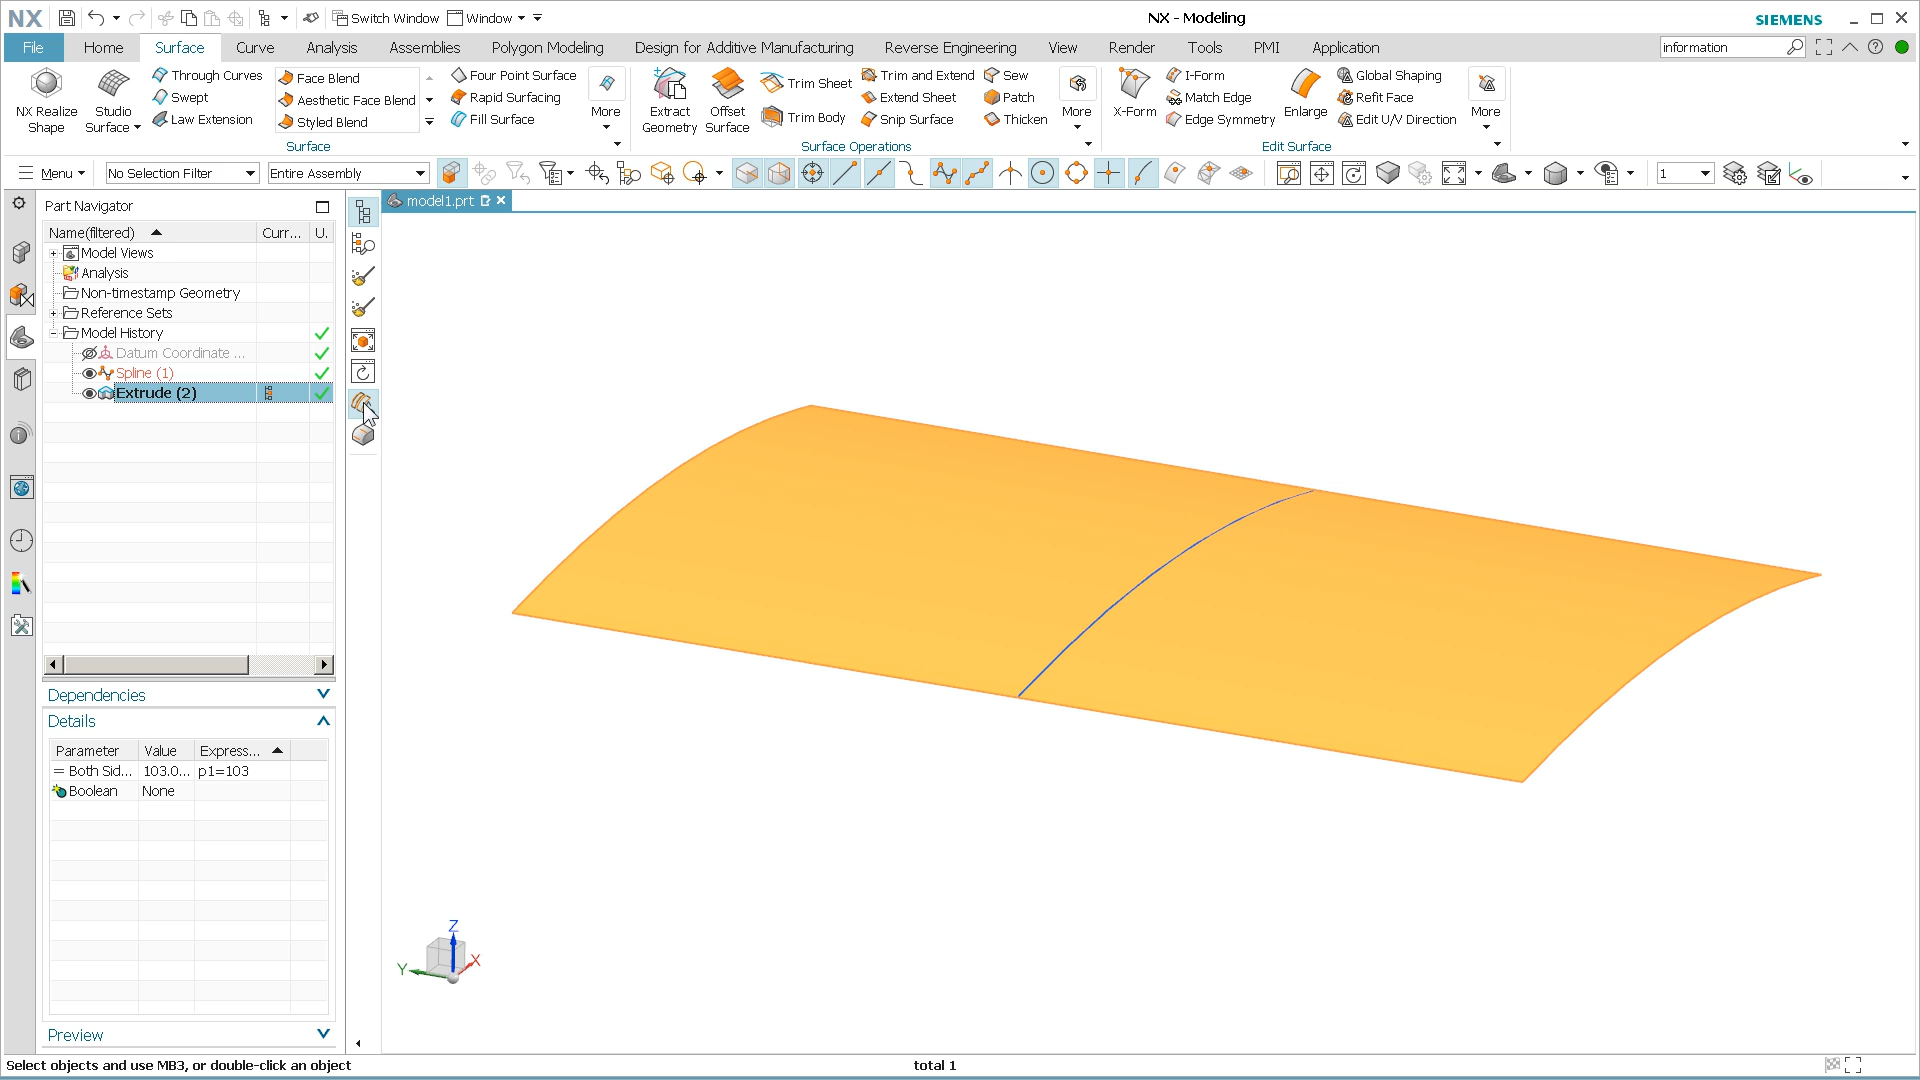 NX
Switch Window
Window
NX - Modeling
SIEMENS
File
Home
Surface
Curve
Analysis
Assemblies
Polygon Modeling
Design for Additive Manufacturing
Reverse Engineering
View
Render
Tools
PMI
Application
information
NX Realize
Shape
Studio
Surface
Through Curves
Swept
Law Extension
Face Blend
Aesthetic Face Blend
Styled Blend
Four Point Surface
Rapid Surfacing
Fill Surface
More
Surface
Extract
Geometry
Offset
Surface
Trim Sheet
Trim Body
Trim and Extend
Extend Sheet
Snip Surface
Sew
Patch
Thicken
More
Surface Operations
X-Form
I-Form
Match Edge
Edge Symmetry
Enlarge
Global Shaping
Refit Face
Edit U/V Direction
More
Edit Surface
Menu
No Selection Filter
Entire Assembly
1
Part Navigator
model1.prt
Name(filtered)
Curr...
U.
Model Views
Analysis
Non-timestamp Geometry
Reference Sets
Model History
Datum Coordinate ...
Spline (1)
Extrude (2)
Dependencies
Details
Parameter
Value
Express...
= Both Sid...
103.0...
p1=103
Boolean
None
Preview
Z
Y
X
Select objects and use MB3, or double-click an object
total 1